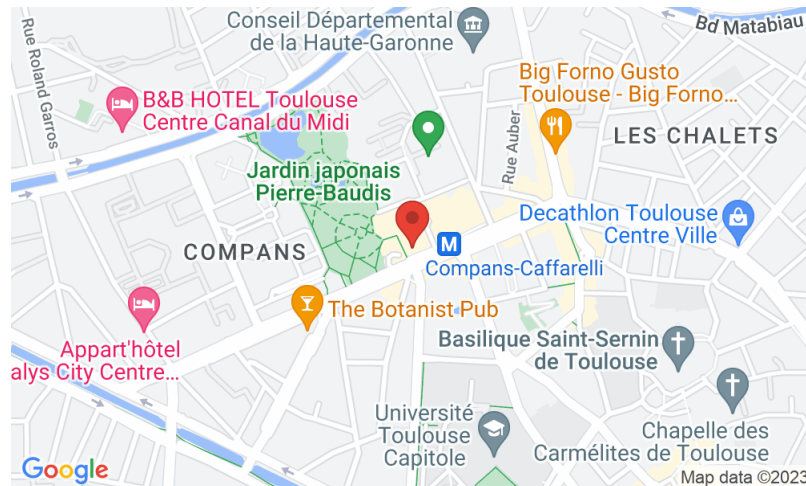 Conseil Départemental
de la Haute-Garonne
Bd Matabiau
Rue Roland Garros
B&B HOTEL Toulouse
Centre Canal du Midi
Big Forno Gusto
Toulouse - Big Forno...
Rue Auber
LES CHALETS
Jardin japonais
Pierre-Baudis
COMPANS
M
Compans-Caffarelli
Decathlon Toulouse
Centre Ville
The Botanist Pub
Appart'hôtel
alys City Centre...
Basilique Saint-Sernin
de Toulouse
Université
Toulouse
Capitole
Chapelle des
Carmélites de Toulouse
Google
Map data ©2023